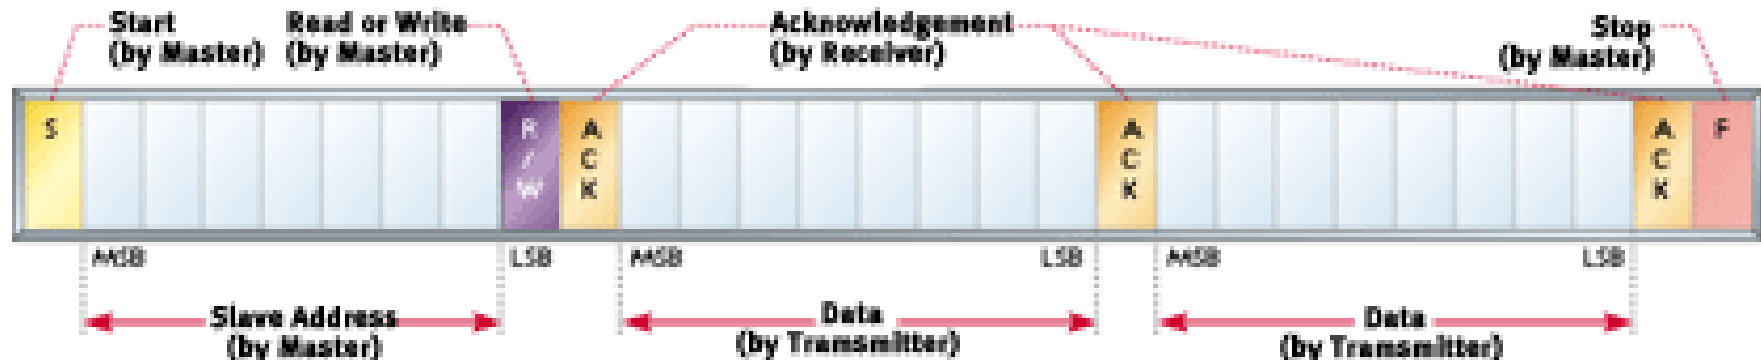 Start
(by Master)
Read or Write
(by Master)
Acknowledgement
(by Receiver)
Stop
(by Master)
S
R
/
W
A
C
K
A
C
K
A
C
K
P
MSB
LSB
MSB
LSB
MSB
LSB
Slave Address
(by Master)
Data
(by Transmitter)
Data
(by Transmitter)